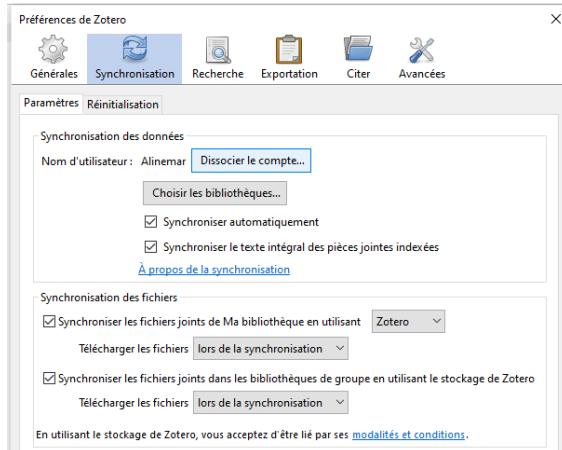 Préférences de Zotero
Générales Synchronisation Recherche Exportation Citer Avancées
Paramètres Réinitialisation
Synchronisation des données
Nom d'utilisateur : Alinemar Dissocier le compte...
Choisir les bibliothèques...
Synchroniser automatiquement
Synchroniser le texte intégral des pièces jointes indexées
À propos de la synchronisation
Synchronisation des fichiers
Synchroniser les fichiers joints de Ma bibliothèque en utilisant Zotero
Télécharger les fichiers lors de la synchronisation
Synchroniser les fichiers joints dans les bibliothèques de groupe en utilisant le stockage de Zotero
Télécharger les fichiers lors de la synchronisation
En utilisant le stockage de Zotero, vous acceptez d'être lié par ses modalités et conditions.